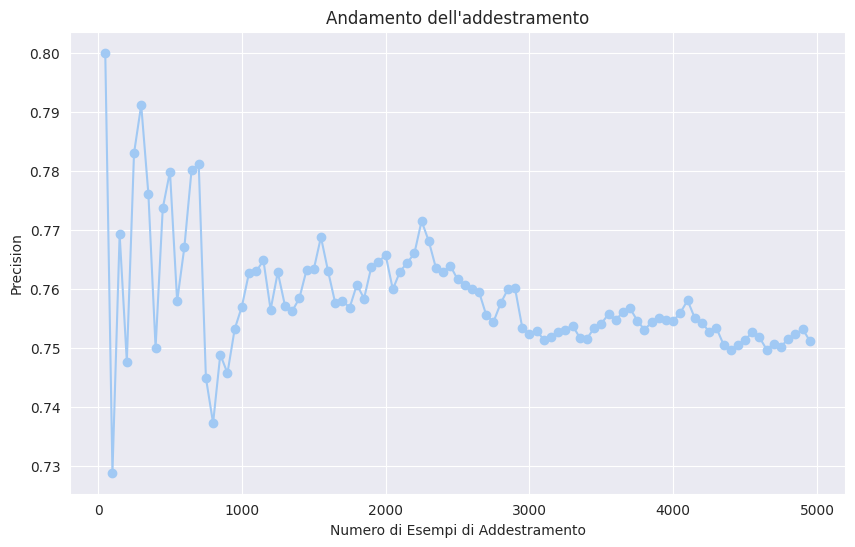 Andamento dell'addestramento
Precision
0.80
0.79
0.78
0.77
0.76
0.75
0.74
0.73
0 1000 2000 3000 4000 5000
Numero di Esempi di Addestramento